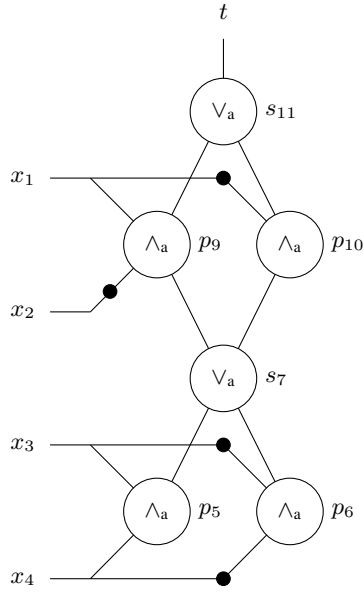 t
∨a s11
x1
∧a p9 ∧a p10
x2
∨a s7
x3
∧a p5 ∧a p6
x4